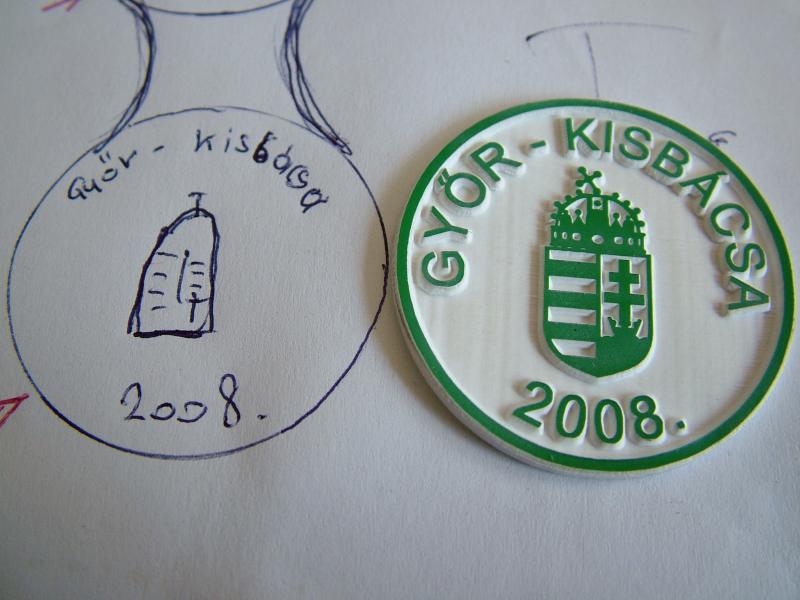 Győr - Kisbácsa
2008.
GYŐR - KISBÁCSA
2008.